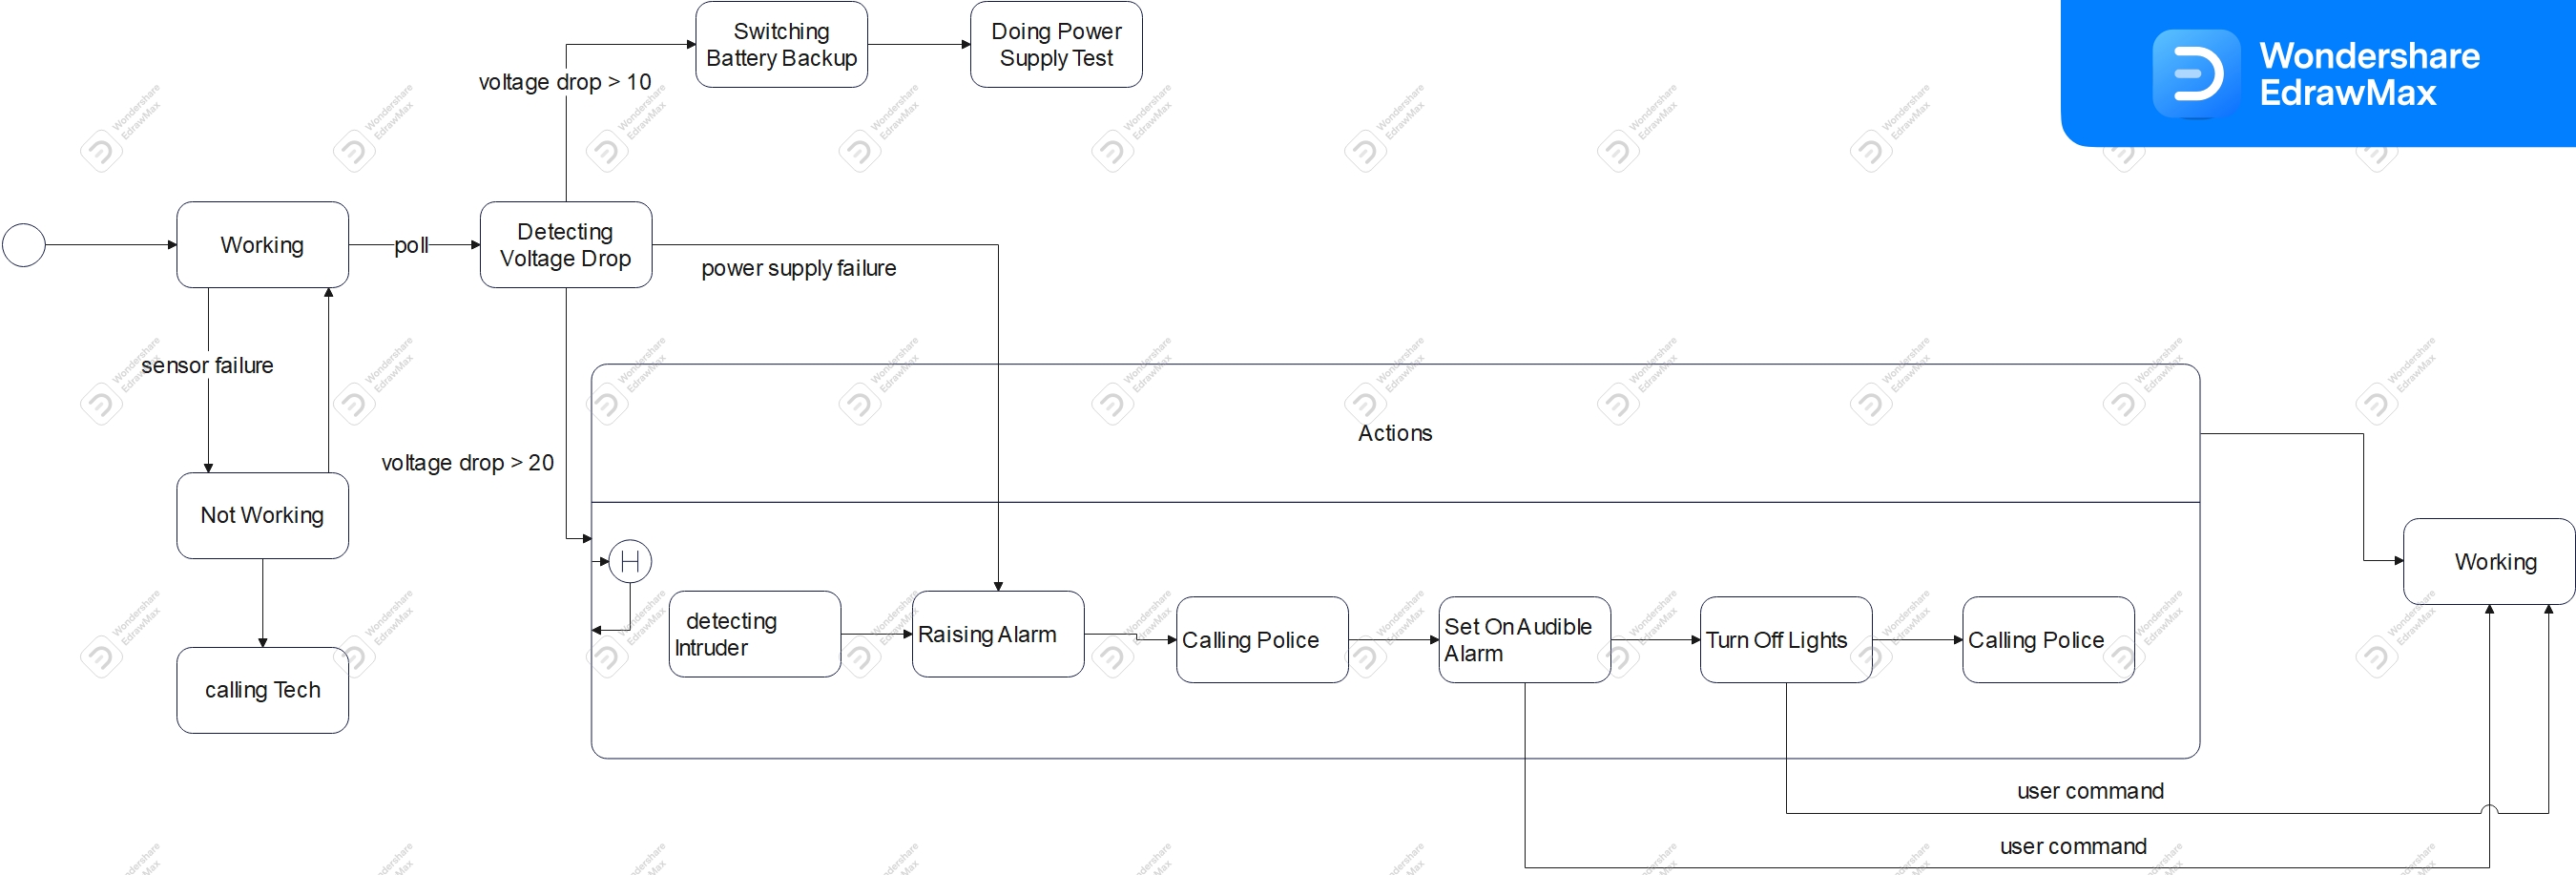 Switching
Battery Backup
Doing Power
Supply Test
Wondershare
EdrawMax
voltage drop > 10
Working
poll
Detecting
Voltage Drop
power supply failure
sensor failure
Actions
voltage drop > 20
Not Working
H
Working
detecting
Intruder
Raising Alarm
Calling Police
Set On Audible
Alarm
Turn Off Lights
Calling Police
calling Tech
user command
user command